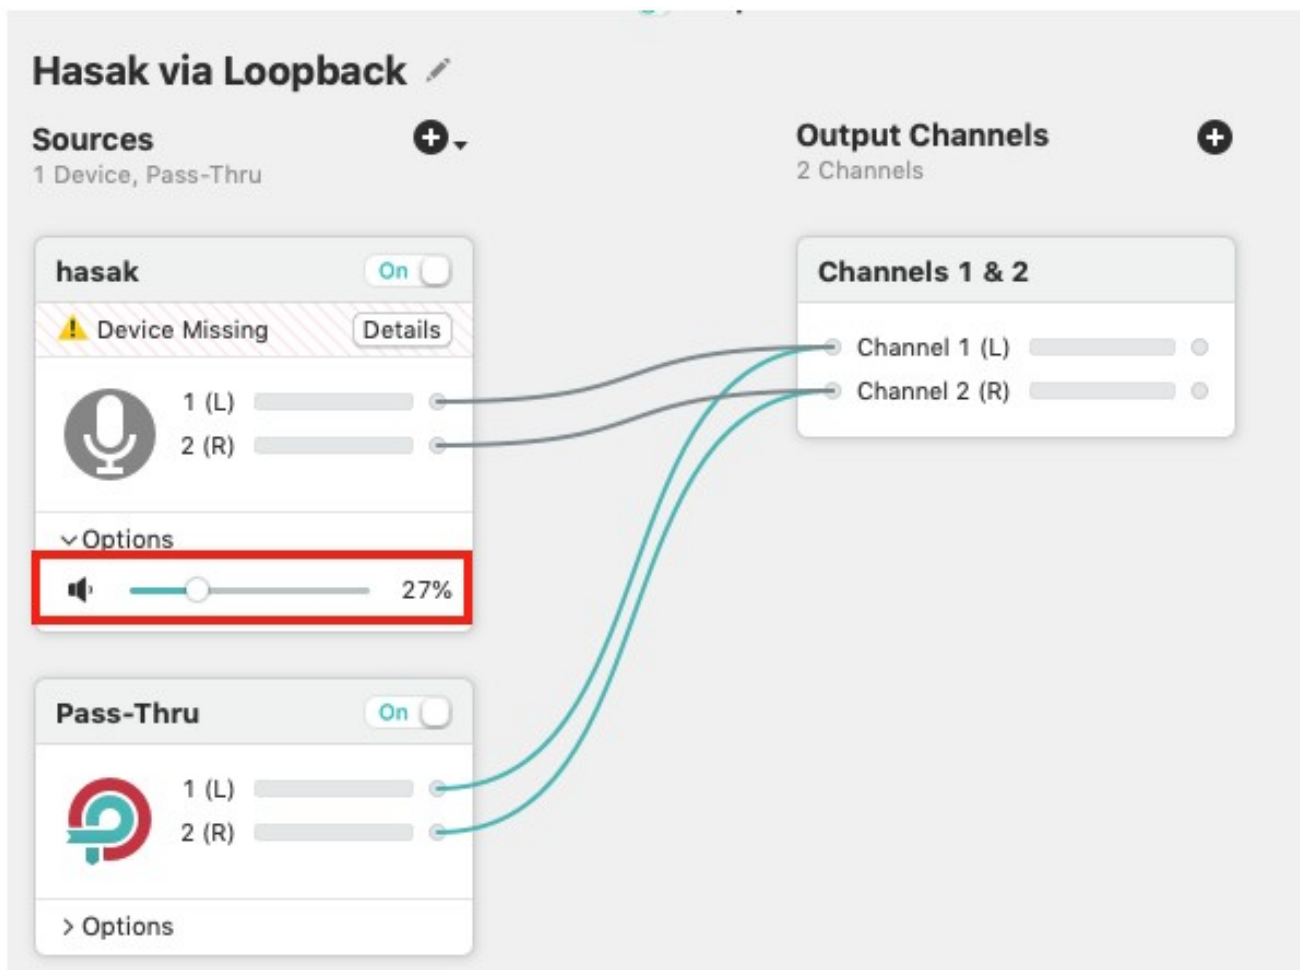 Hasak via Loopback
Sources
1 Device, Pass-Thru
Output Channels
2 Channels
hasak On
Device Missing Details
1 (L)
2 (R)
Options
27%
Channels 1 & 2
Channel 1 (L)
Channel 2 (R)
Pass-Thru On
1 (L)
2 (R)
Options